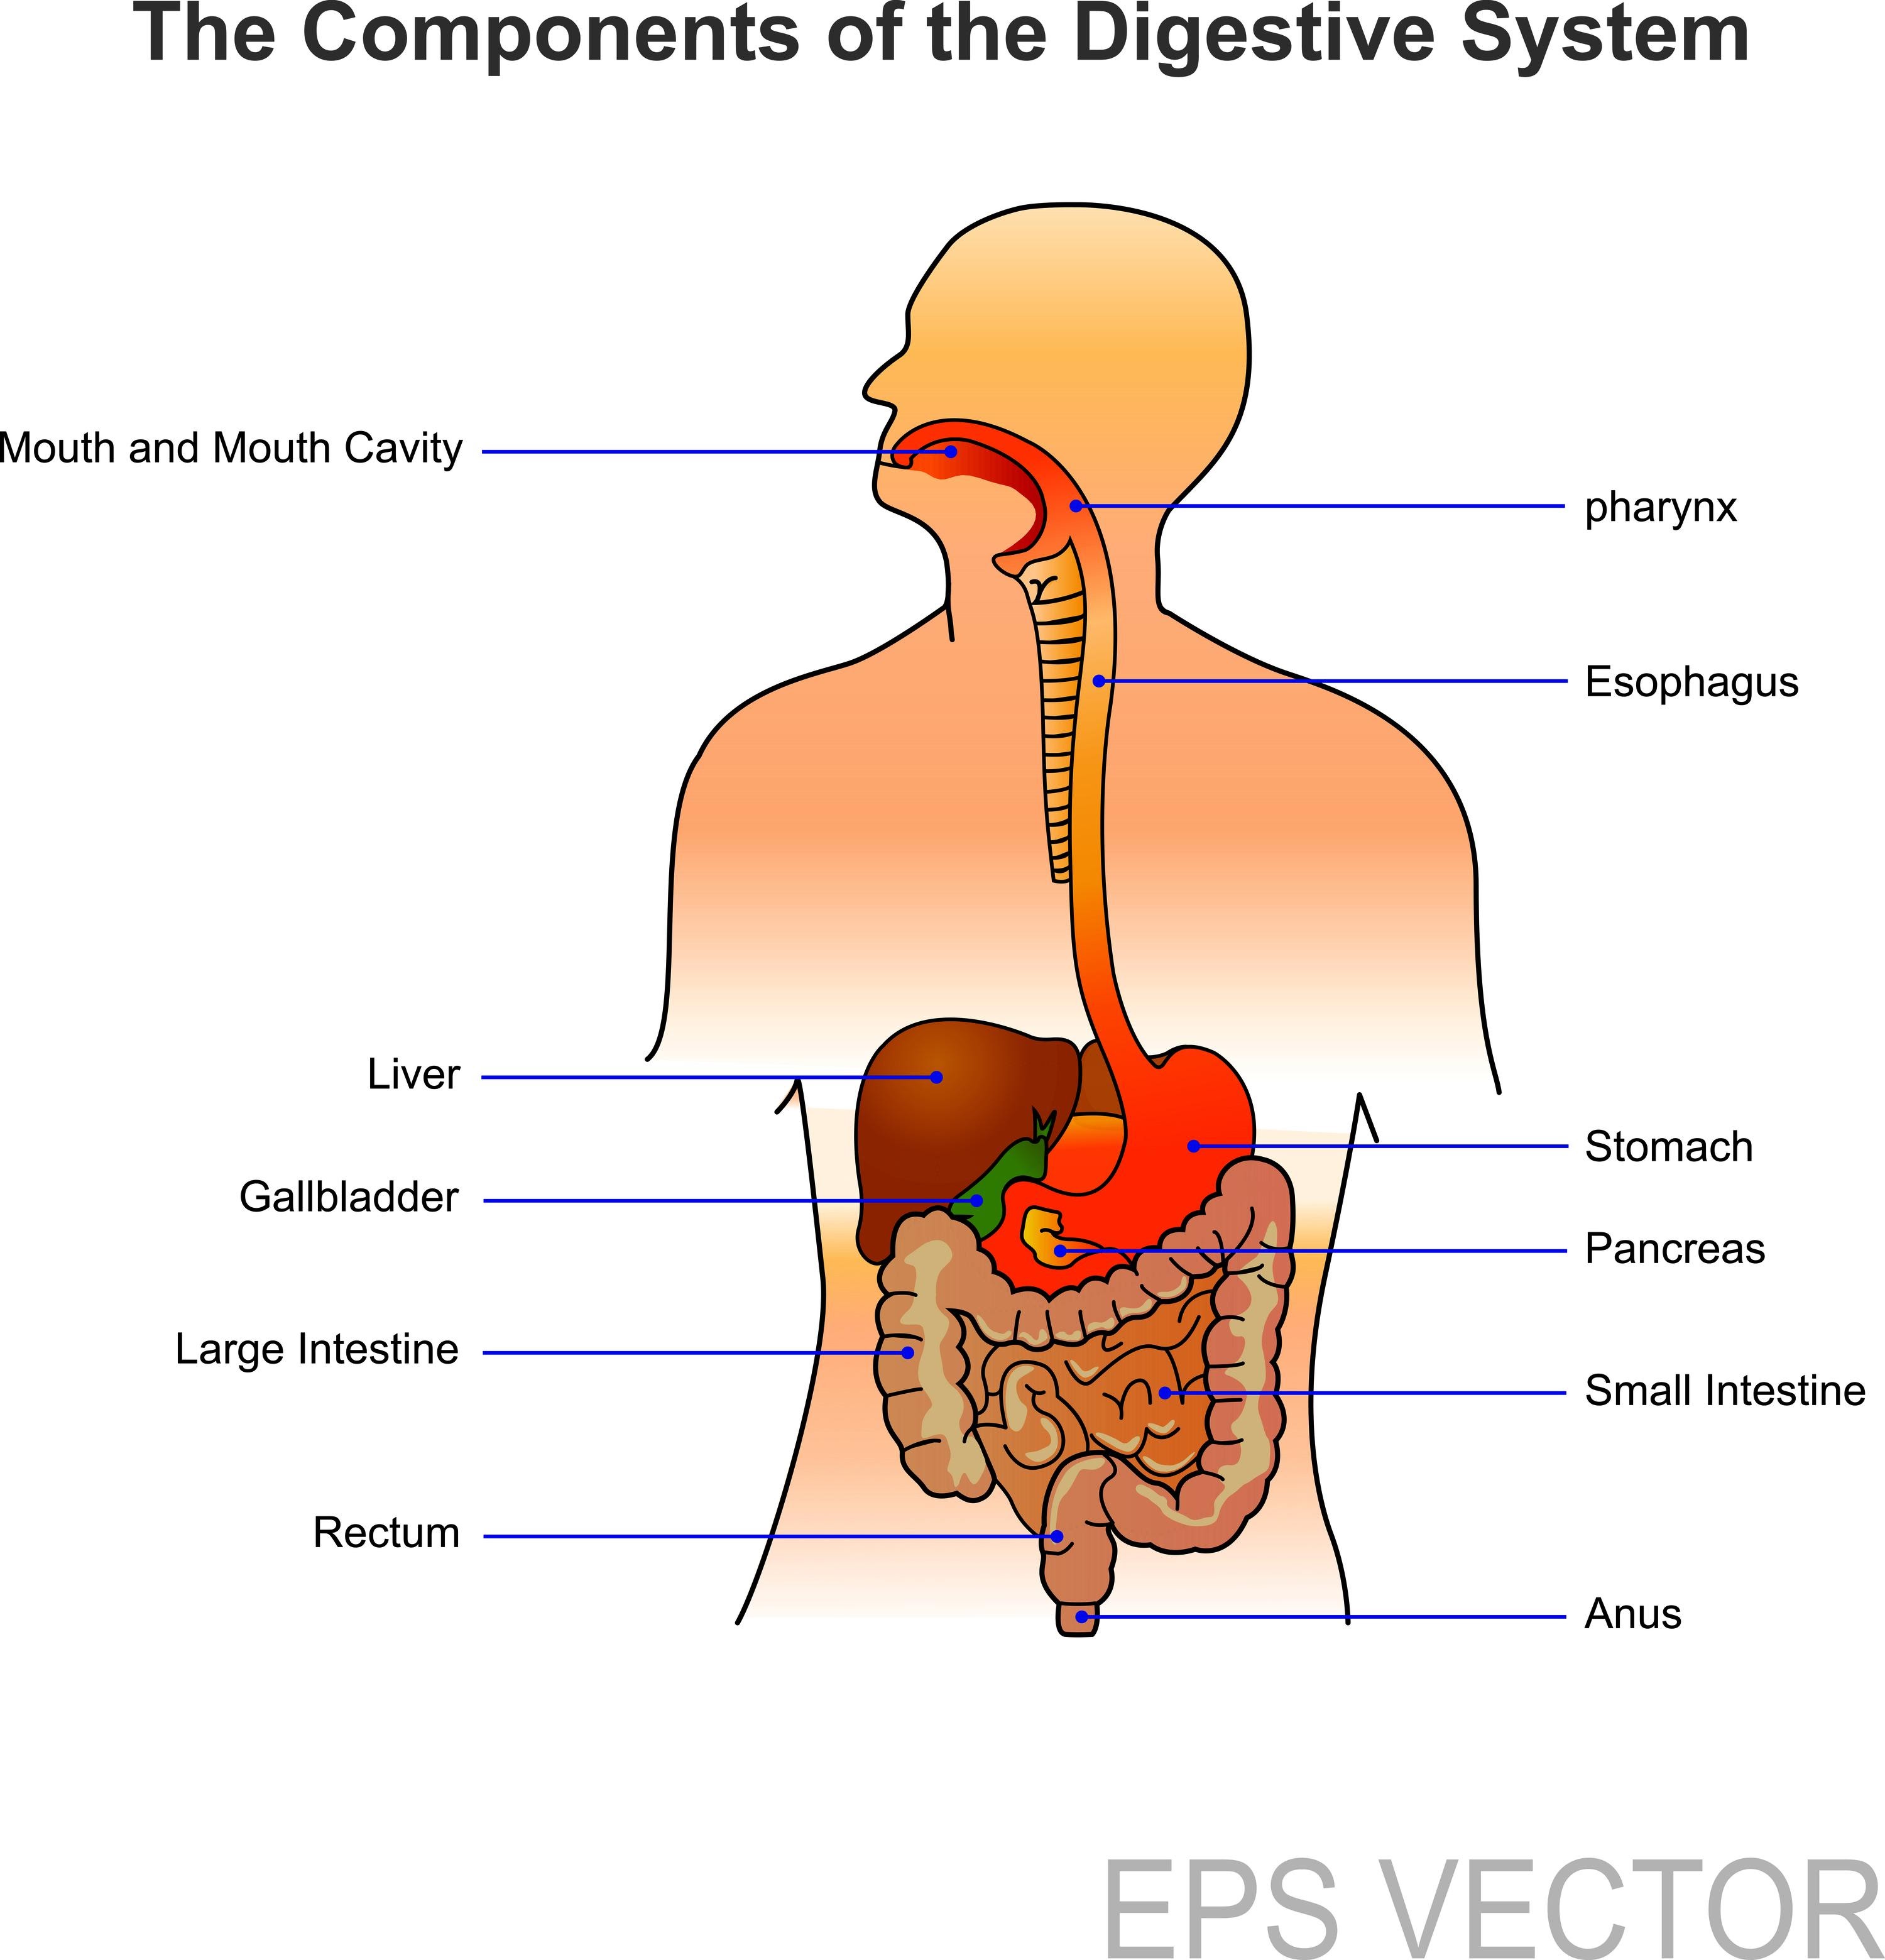 The Components of the Digestive System
Mouth and Mouth Cavity
pharynx
Esophagus
Liver
Stomach
Gallbladder
Pancreas
Large Intestine
Small Intestine
Rectum
Anus
EPS VECTOR